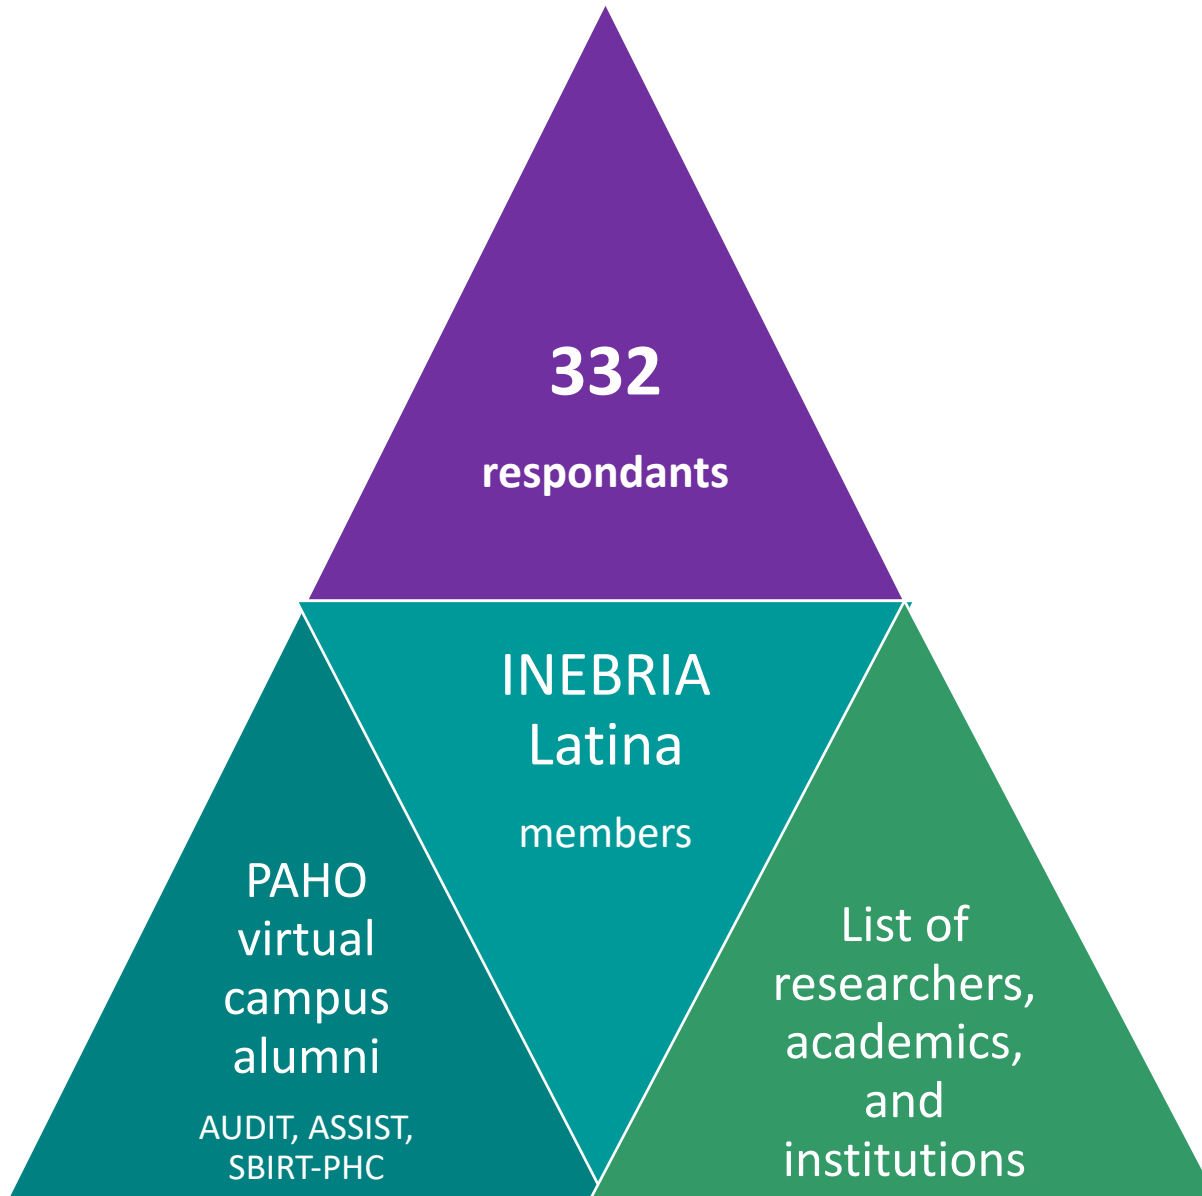 332
respondants
INEBRIA
Latina
members
PAHO
virtual
campus
alumni
AUDIT, ASSIST,
SBIRT-PHC
List of
researchers,
academics,
and
institutions